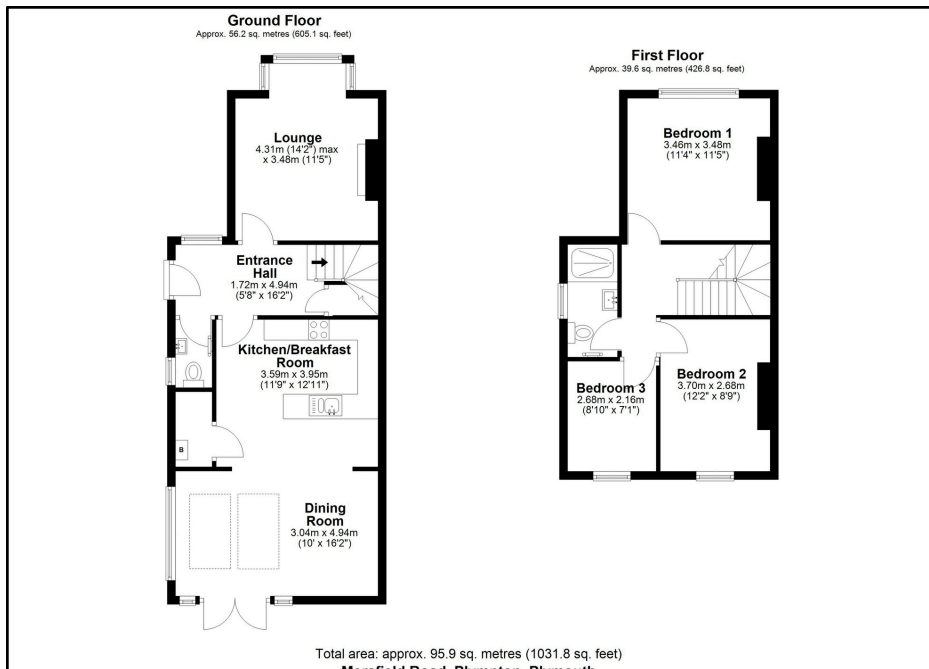 Ground Floor
Approx. 56.2 sq. metres (605.1 sq. feet)
Lounge
4.31m (14'2") max
x 3.48m (11'5")
Entrance
Hall
1.72m x 4.94m
(5'8" x 16'2")
Kitchen/Breakfast
Room
3.59m x 3.95m
(11'9" x 12'11")
B
Dining
Room
3.04m x 4.94m
(10' x 16'2")
First Floor
Approx. 39.6 sq. metres (426.8 sq. feet)
Bedroom 1
3.46m x 3.48m
(11'4" x 11'5")
Bedroom 2
3.70m x 2.68m
(12'2" x 8'9")
Bedroom 3
2.68m x 2.16m
(8'10" x 7'1")
Total area: approx. 95.9 sq. metres (1031.8 sq. feet)
Road, Plympton, Plymouth